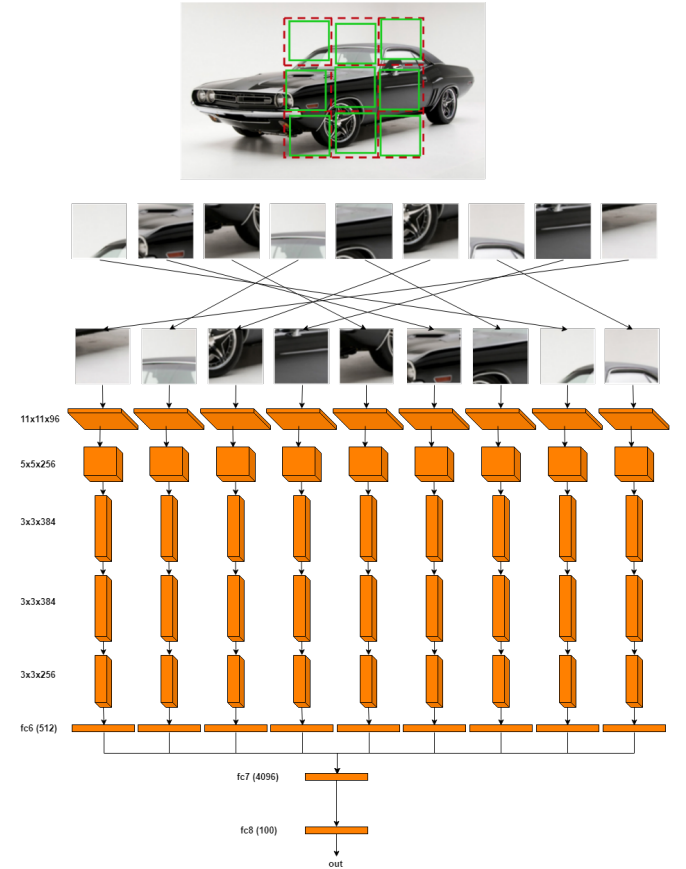 11x11x96
5x5x256
3x3x384
3x3x384
3x3x256
fc6 (512)
fc7 (4096)
fc8 (100)
out